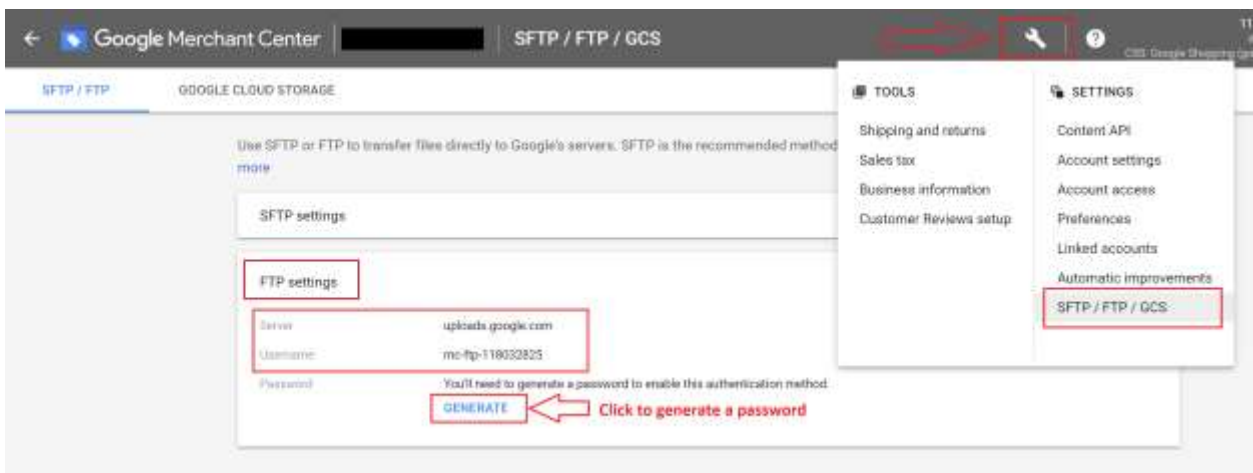 Google Merchant Center
SFTP / FTP / GCS
11
SFTP / FTP
GOOGLE CLOUD STORAGE
Use SFTP or FTP to transfer files directly to Google's servers. SFTP is the recommended method
more
SFTP settings
FTP settings
Server uploads.google.com
Username mc-ftp-118032825
Password You'll need to generate a password to enable this authentication method.
GENERATE Click to generate a password
TOOLS
Shipping and returns
Sales tax
Business information
Customer Reviews setup
SETTINGS
Content API
Account settings
Account access
Preferences
Linked accounts
Automatic improvements
SFTP / FTP / GCS